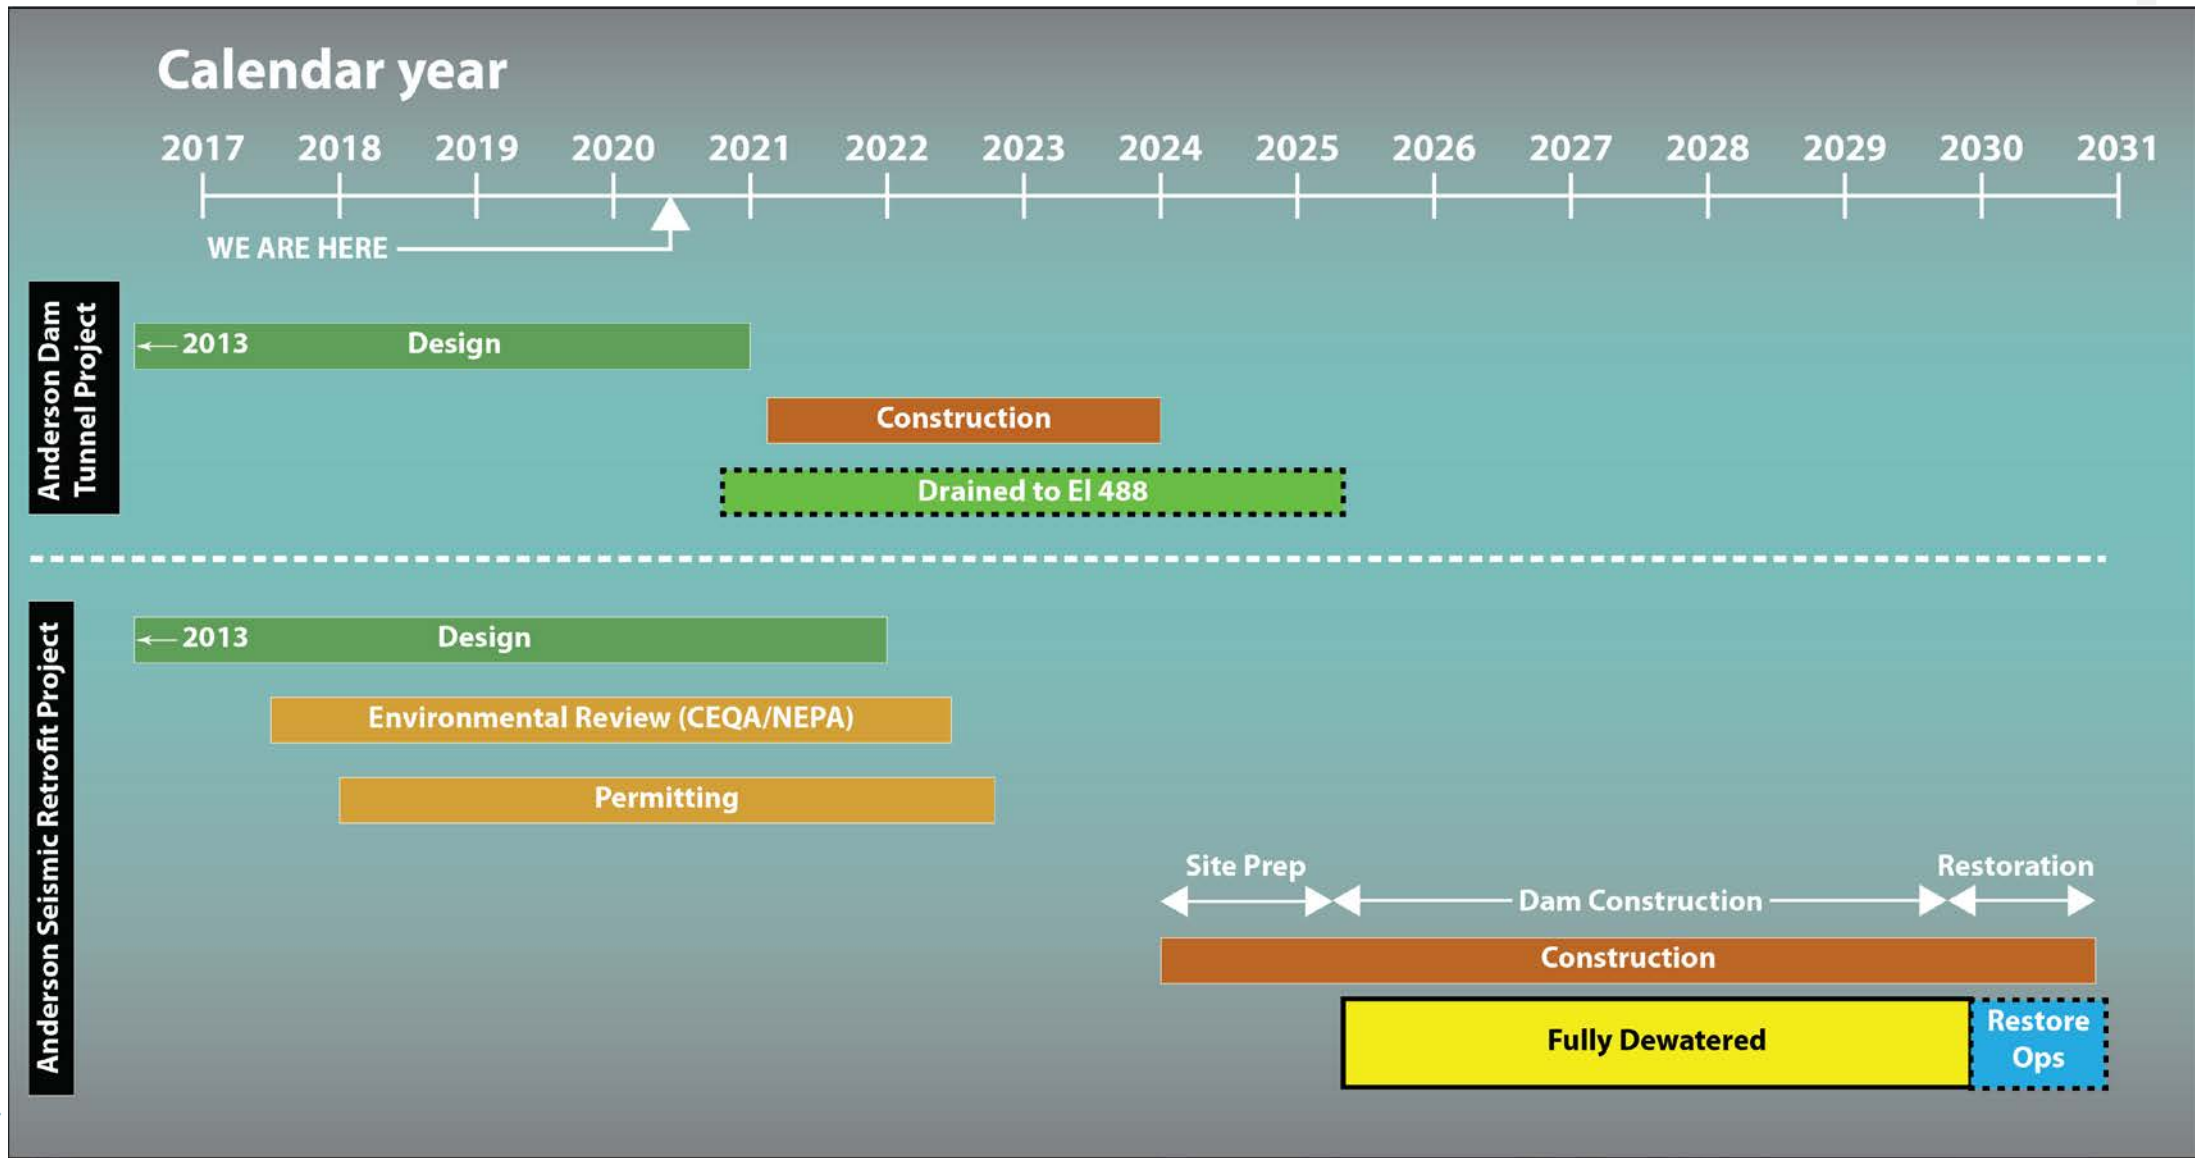 Calendar year
2017 2018 2019 2020 2021 2022 2023 2024 2025 2026 2027 2028 2029 2030 2031
WE ARE HERE
Anderson Dam
Tunnel Project
2013 Design
Construction
Drained to El 488
Anderson Seismic Retrofit Project
2013 Design
Environmental Review (CEQA/NEPA)
Permitting
Site Prep
Dam Construction
Restoration
Construction
Fully Dewatered
Restore
Ops